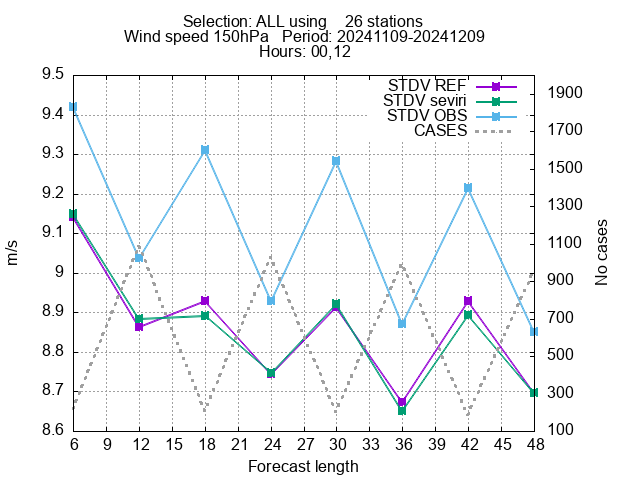 Selection: ALL using    26 stations
Wind speed 150hPa   Period: 20241109-20241209
Hours: 00,12
STDV REF
STDV seviri
STDV OBS
CASES
9.5
9.4
9.3
9.2
9.1
9
8.9
8.8
8.7
8.6
m/s
1900
1700
1500
1300
1100
900
700
500
300
100
No cases
6 9 12 15 18 21 24 27 30 33 36 39 42 45 48
Forecast length